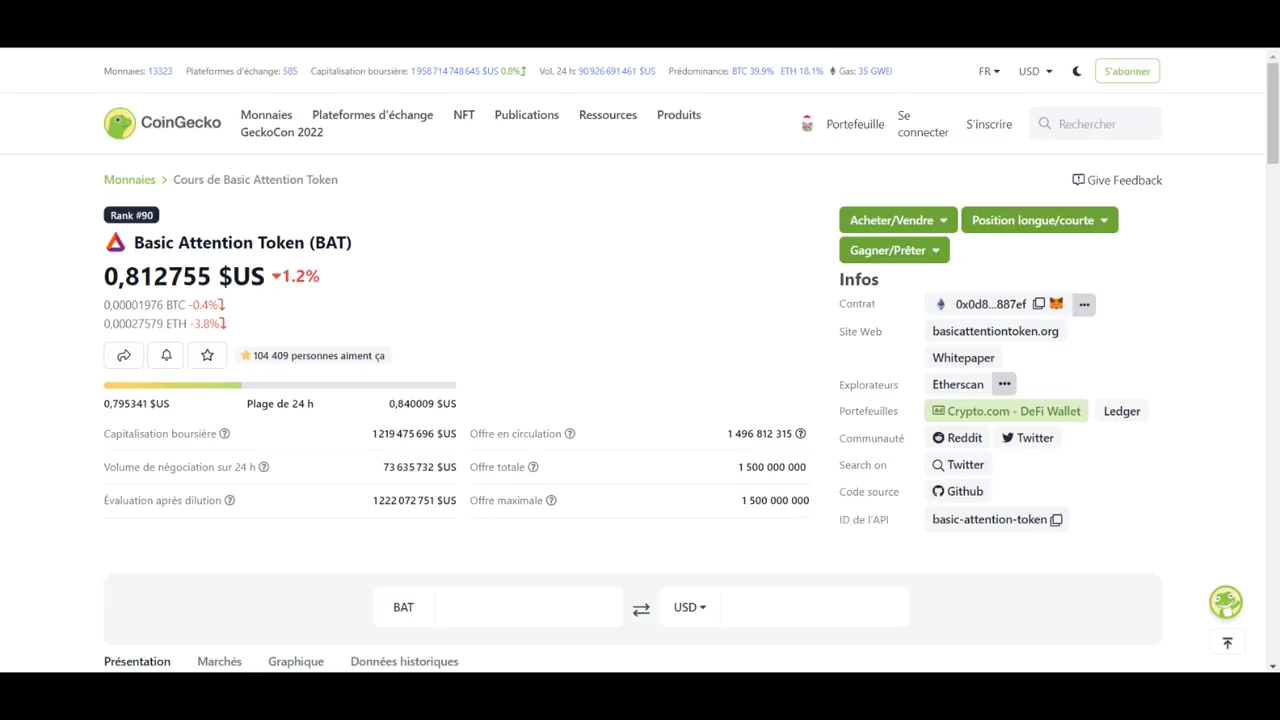 Monnaies: 13323 Plateformes d'échange: 585 Capitalisation boursière: 1 958 714 748 645 $US 0.8% Vol. 24 h: 90 926 691 461 $US Prédominance: BTC 39.9% ETH 18.1% Gas: 35 GWEI FR USD S'abonner
CoinGecko Monnaies Plateformes d'échange NFT Publications Ressources Produits
GeckoCon 2022
Portefeuille Se connecter S'inscrire Rechercher
Monnaies > Cours de Basic Attention Token Give Feedback
Rank #90
Basic Attention Token (BAT)
0,812755 $US 1.2%
0,00001976 BTC -0.4%
0,00027579 ETH -3.8%
104 409 personnes aiment ça
0,795341 $US Plage de 24 h 0,840009 $US
Capitalisation boursière 1 219 475 696 $US Offre en circulation 1 496 812 315
Volume de négociation sur 24 h 73 635 732 $US Offre totale 1 500 000 000
Évaluation après dilution 1 222 072 751 $US Offre maximale 1 500 000 000
Acheter/Vendre Position longue/courte
Gagner/Prêter
Infos
Contrat 0x0d8...887ef
Site Web basicattentiontoken.org
Whitepaper
Explorateurs Etherscan
Portefeuilles Crypto.com - DeFi Wallet Ledger
Communauté Reddit Twitter
Search on Twitter
Code source Github
ID de l'API basic-attention-token
BAT USD
Présentation Marchés Graphique Données historiques